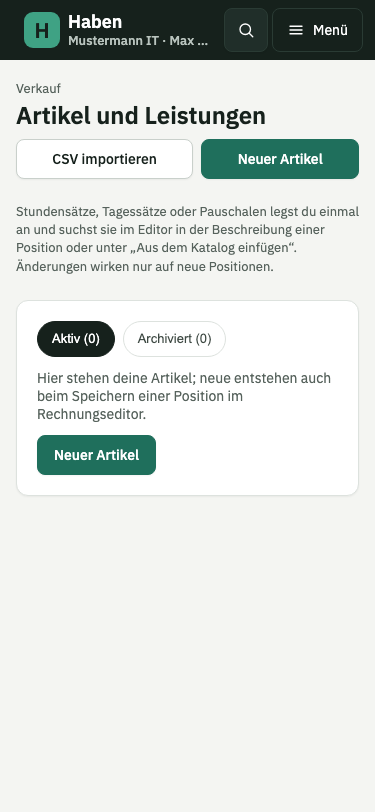 H
Haben
Mustermann IT · Max ...
Menü
Verkauf
Artikel und Leistungen
CSV importieren
Neuer Artikel
Stundensätze, Tagessätze oder Pauschalen legst du einmal
an und suchst sie im Editor in der Beschreibung einer
Position oder unter „Aus dem Katalog einfügen“.
Änderungen wirken nur auf neue Positionen.
Aktiv (0)
Archiviert (0)
Hier stehen deine Artikel; neue entstehen auch
beim Speichern einer Position im
Rechnungseditor.
Neuer Artikel